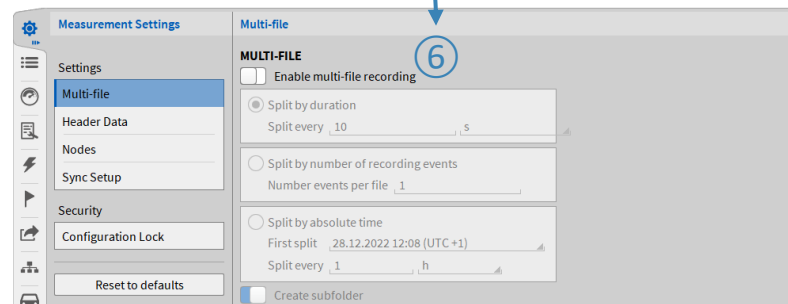 Measurement Settings
Multi-file
6
Settings
Multi-file
Header Data
Nodes
Sync Setup
Security
Configuration Lock
Reset to defaults
MULTI-FILE
Enable multi-file recording
Split by duration
Split every 10 s
Split by number of recording events
Number events per file 1
Split by absolute time
First split 28.12.2022 12:08 (UTC +1)
Split every 1 h
Create subfolder